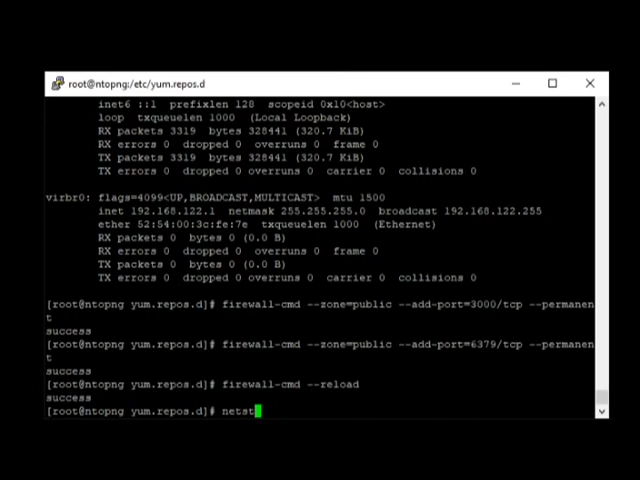 root@ntopng:/etc/yum.repos.d
inet6 ::1 prefixlen 128 scopeid 0x10<host>
loop txqueuelen 1000 (Local Loopback)
RX packets 3319 bytes 328441 (320.7 KiB)
RX errors 0 dropped 0 overruns 0 frame 0
TX packets 3319 bytes 328441 (320.7 KiB)
TX errors 0 dropped 0 overruns 0 carrier 0 collisions 0
virbr0: flags=4099<UP,BROADCAST,MULTICAST> mtu 1500
inet 192.168.122.1 netmask 255.255.255.0 broadcast 192.168.122.255
ether 52:54:00:3c:fe:7e txqueuelen 1000 (Ethernet)
RX packets 0 bytes 0 (0.0 B)
RX errors 0 dropped 0 overruns 0 frame 0
TX packets 0 bytes 0 (0.0 B)
TX errors 0 dropped 0 overruns 0 carrier 0 collisions 0
[root@ntopng yum.repos.d]# firewall-cmd --zone=public --add-port=3000/tcp --permanen
t
success
[root@ntopng yum.repos.d]# firewall-cmd --zone=public --add-port=6379/tcp --permanen
t
success
[root@ntopng yum.repos.d]# firewall-cmd --reload
success
[root@ntopng yum.repos.d]# netst